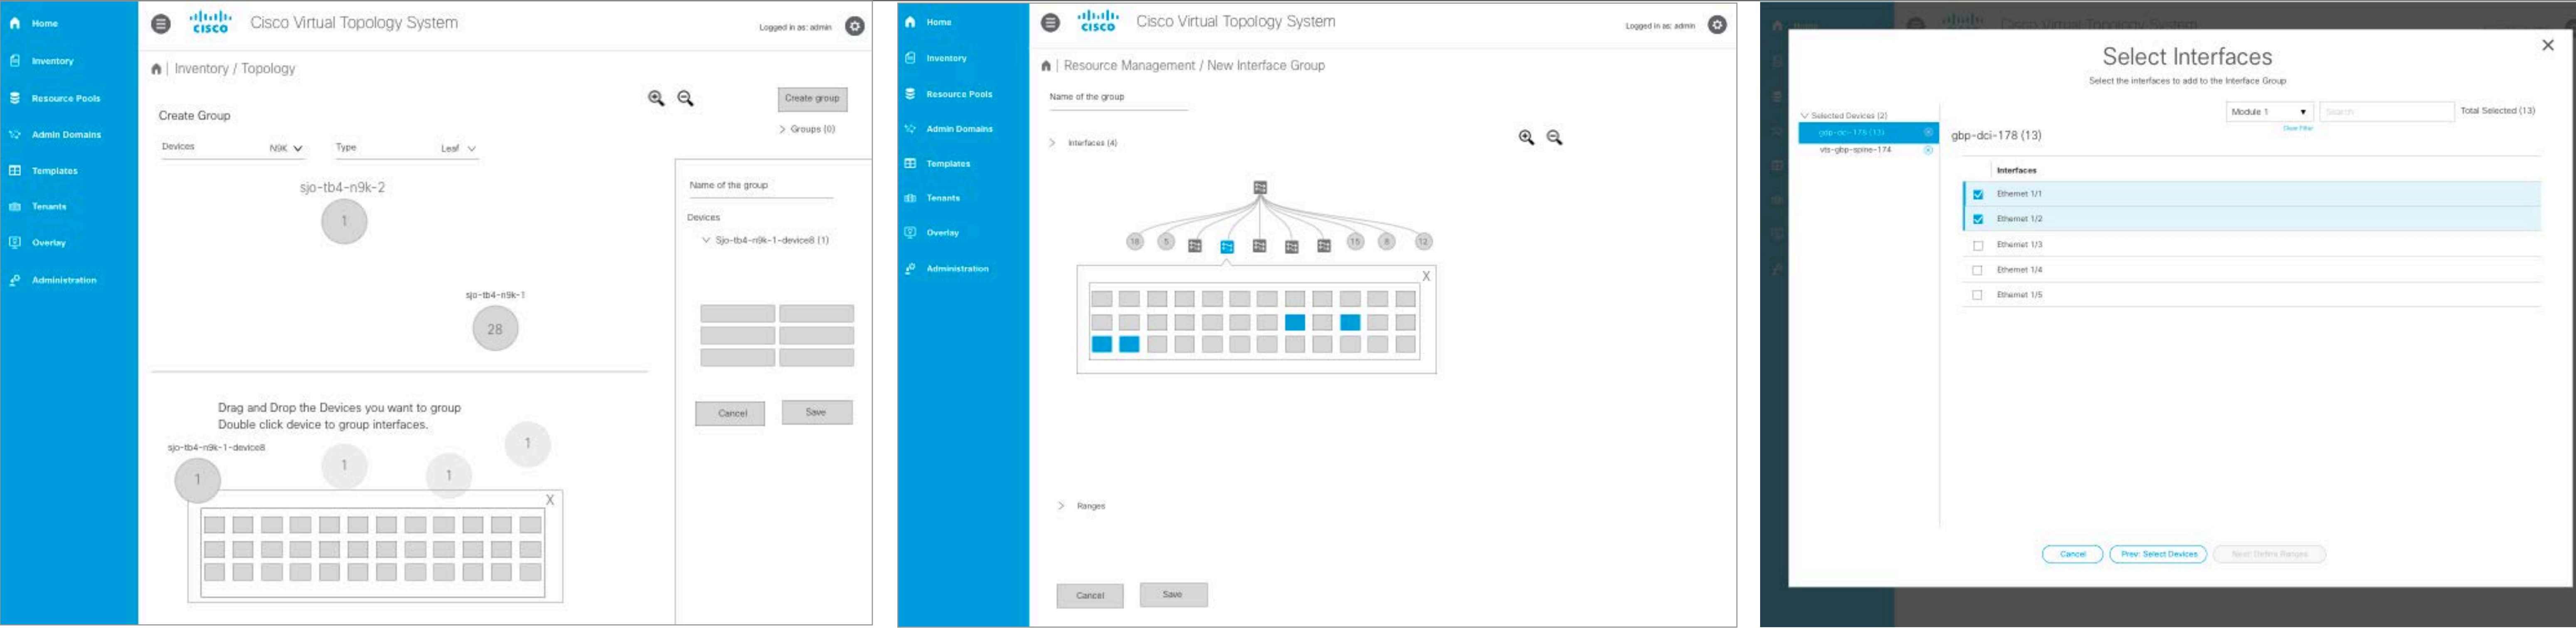 Home
Inventory
Resource Pools
Admin Domains
Templates
Tenants
Overlay
Administration
CISCO
Cisco Virtual Topology System
Logged in as: admin
Inventory / Topology
Create group
Create Group
Groups (0)
Devices N9K Type Leaf
sjo-tb4-n9k-2
1
Name of the group
Devices
Sjo-tb4-n9k-1-device8 (1)
sjo-tb4-n9k-1
28
Drag and Drop the Devices you want to group
Double click device to group interfaces.
Cancel Save
sjo-tb4-n9k-1-device8
1 1 1 1
X
Home
Inventory
Resource Pools
Admin Domains
Templates
Tenants
Overlay
Administration
CISCO
Cisco Virtual Topology System
Logged in as: admin
Resource Management / New Interface Group
Name of the group
Interfaces (4)
18 5 15 8 12
X
Ranges
Cancel Save
Cisco Virtual Topology System
Select Interfaces
Select the interfaces to add to the Interface Group
Selected Devices (2)
gbp-dci-178 (13)
vts-gbp-spine-174
Module 1 Search Total Selected (13)
Clear Filter
gbp-dci-178 (13)
Interfaces
Ethernet 1/1
Ethernet 1/2
Ethernet 1/3
Ethernet 1/4
Ethernet 1/5
Cancel Prev: Select Devices Next: Define Ranges